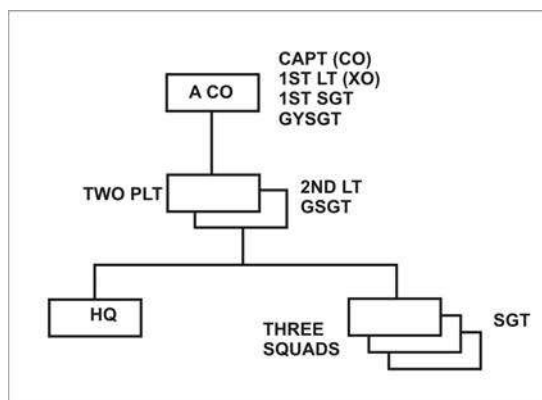 A CO
CAPT (CO)
1ST LT (XO)
1ST SGT
GYSGT
TWO PLT
2ND LT
GSGT
HQ
THREE
SQUADS
SGT